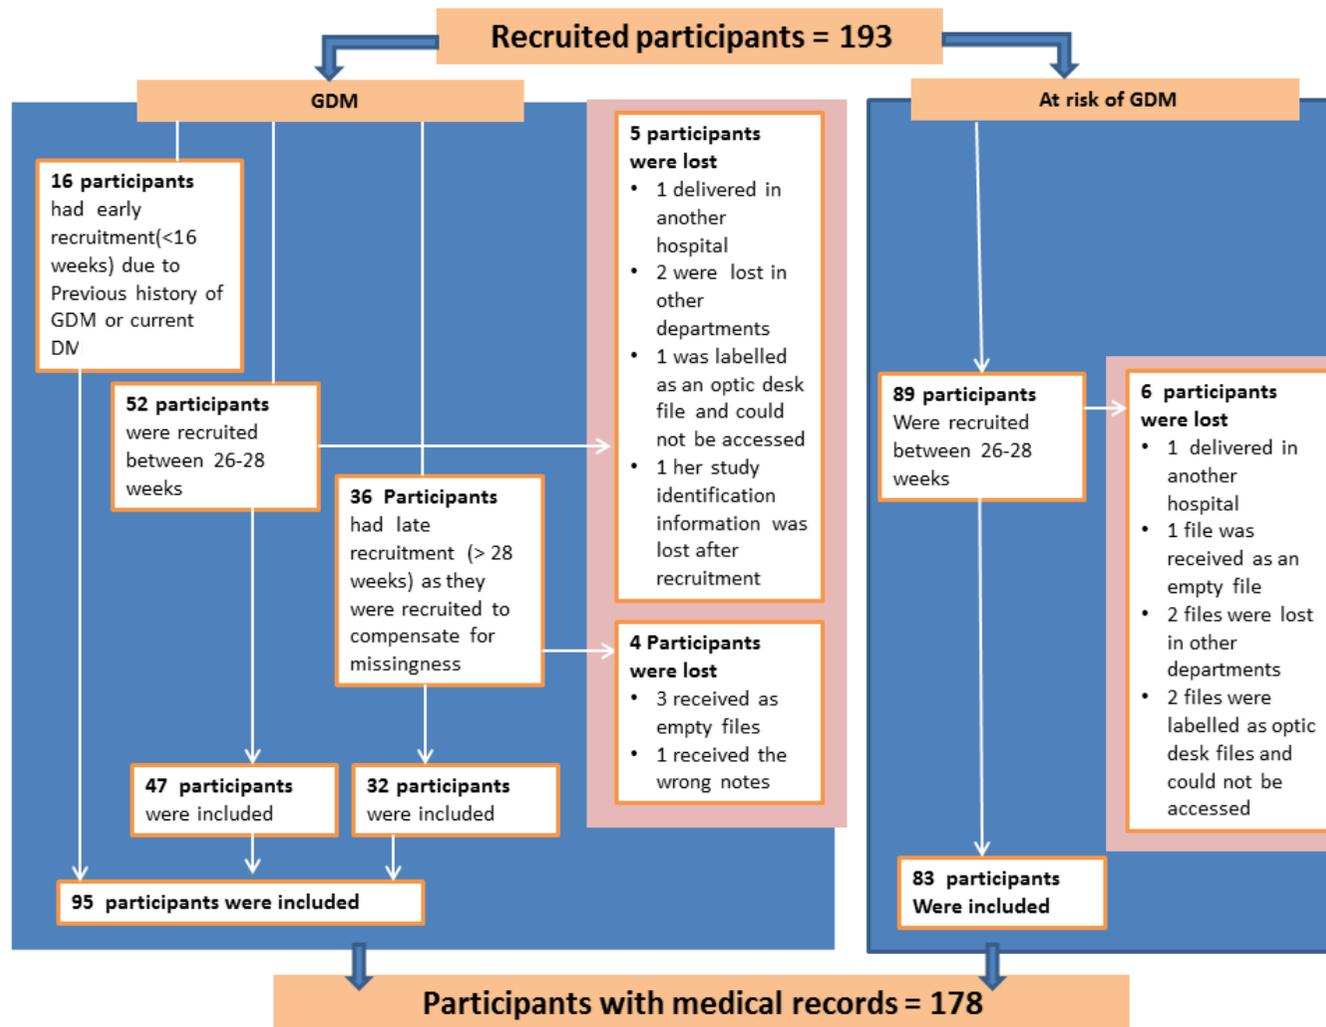 Recruited participants = 193
GDM
16 participants
had early
recruitment(<16
weeks) due to
Previous history of
GDM or current
DM
52 participants
were recruited
between 26-28
weeks
36 Participants
had late
recruitment (> 28
weeks) as they
were recruited to
compensate for
missingness
5 participants
were lost
• 1 delivered in
another
hospital
• 2 were lost in
other
departments
• 1 was labelled
as an optic desk
file and could
not be accessed
• 1 her study
identification
information was
lost after
recruitment
4 Participants
were lost
• 3 received as
empty files
• 1 received the
wrong notes
47 participants
were included
32 participants
were included
95 participants were included
At risk of GDM
89 participants
Were recruited
between 26-28
weeks
6 participants
were lost
• 1 delivered in
another
hospital
• 1 file was
received as an
empty file
• 2 files were lost
in other
departments
• 2 files were
labelled as optic
desk files and
could not be
accessed
83 participants
Were included
Participants with medical records = 178